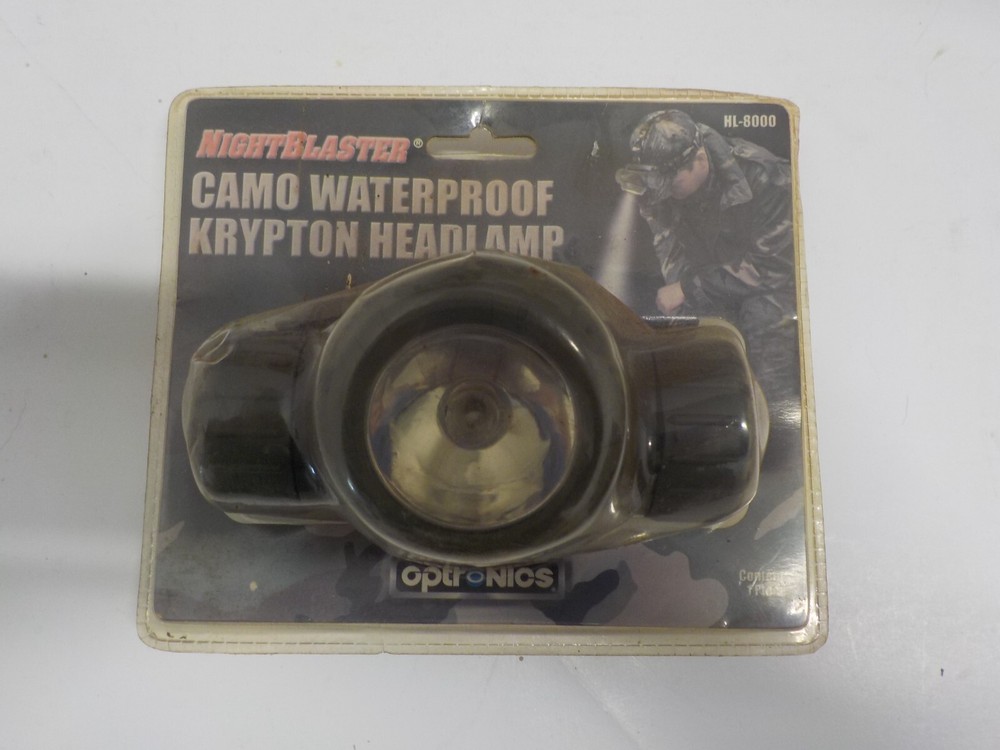 NIGHTBLASTER®
HL-8000
CAMO WATERPROOF
KRYPTON HEADLAMP
optronics®